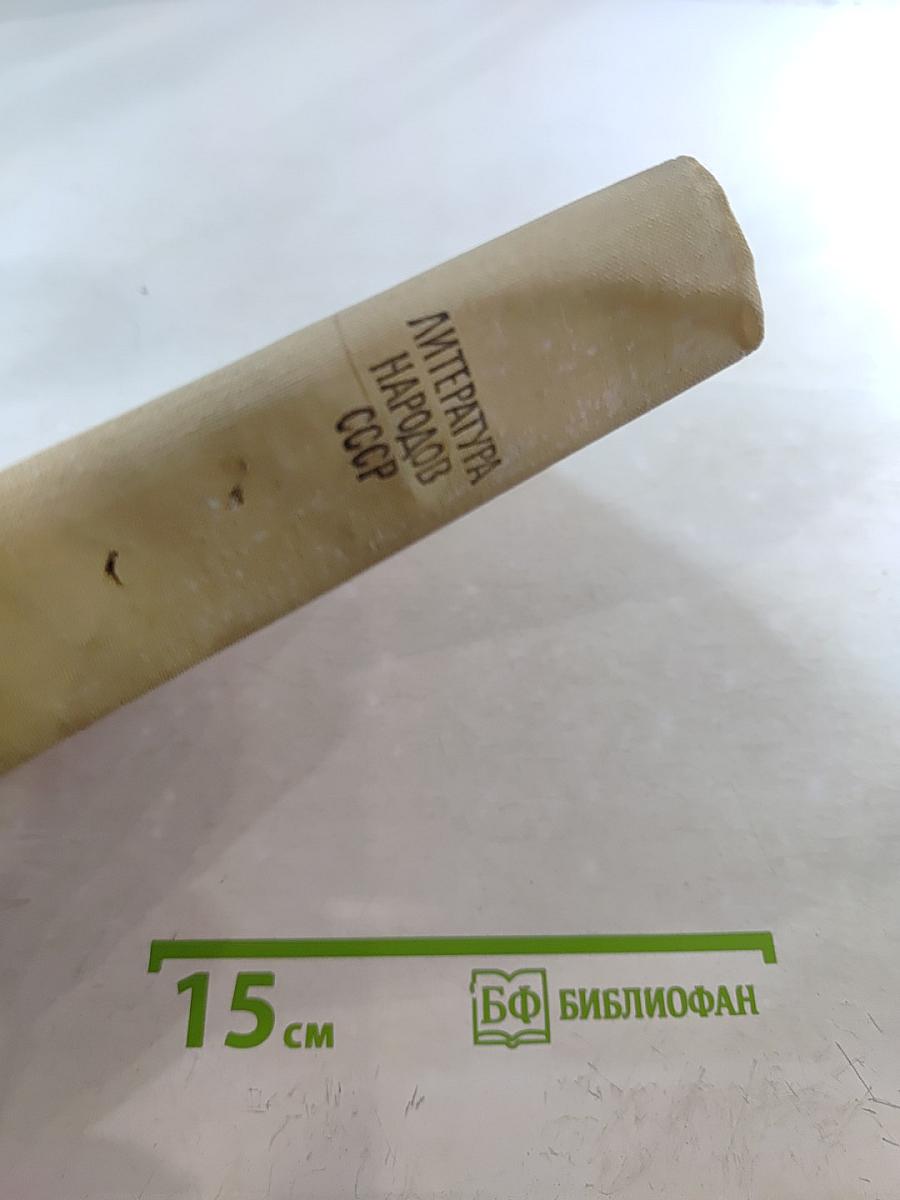 ЛИТЕРАТУРА
НАРОДОВ
СССР
15 см
БФ БИБЛИОФАН